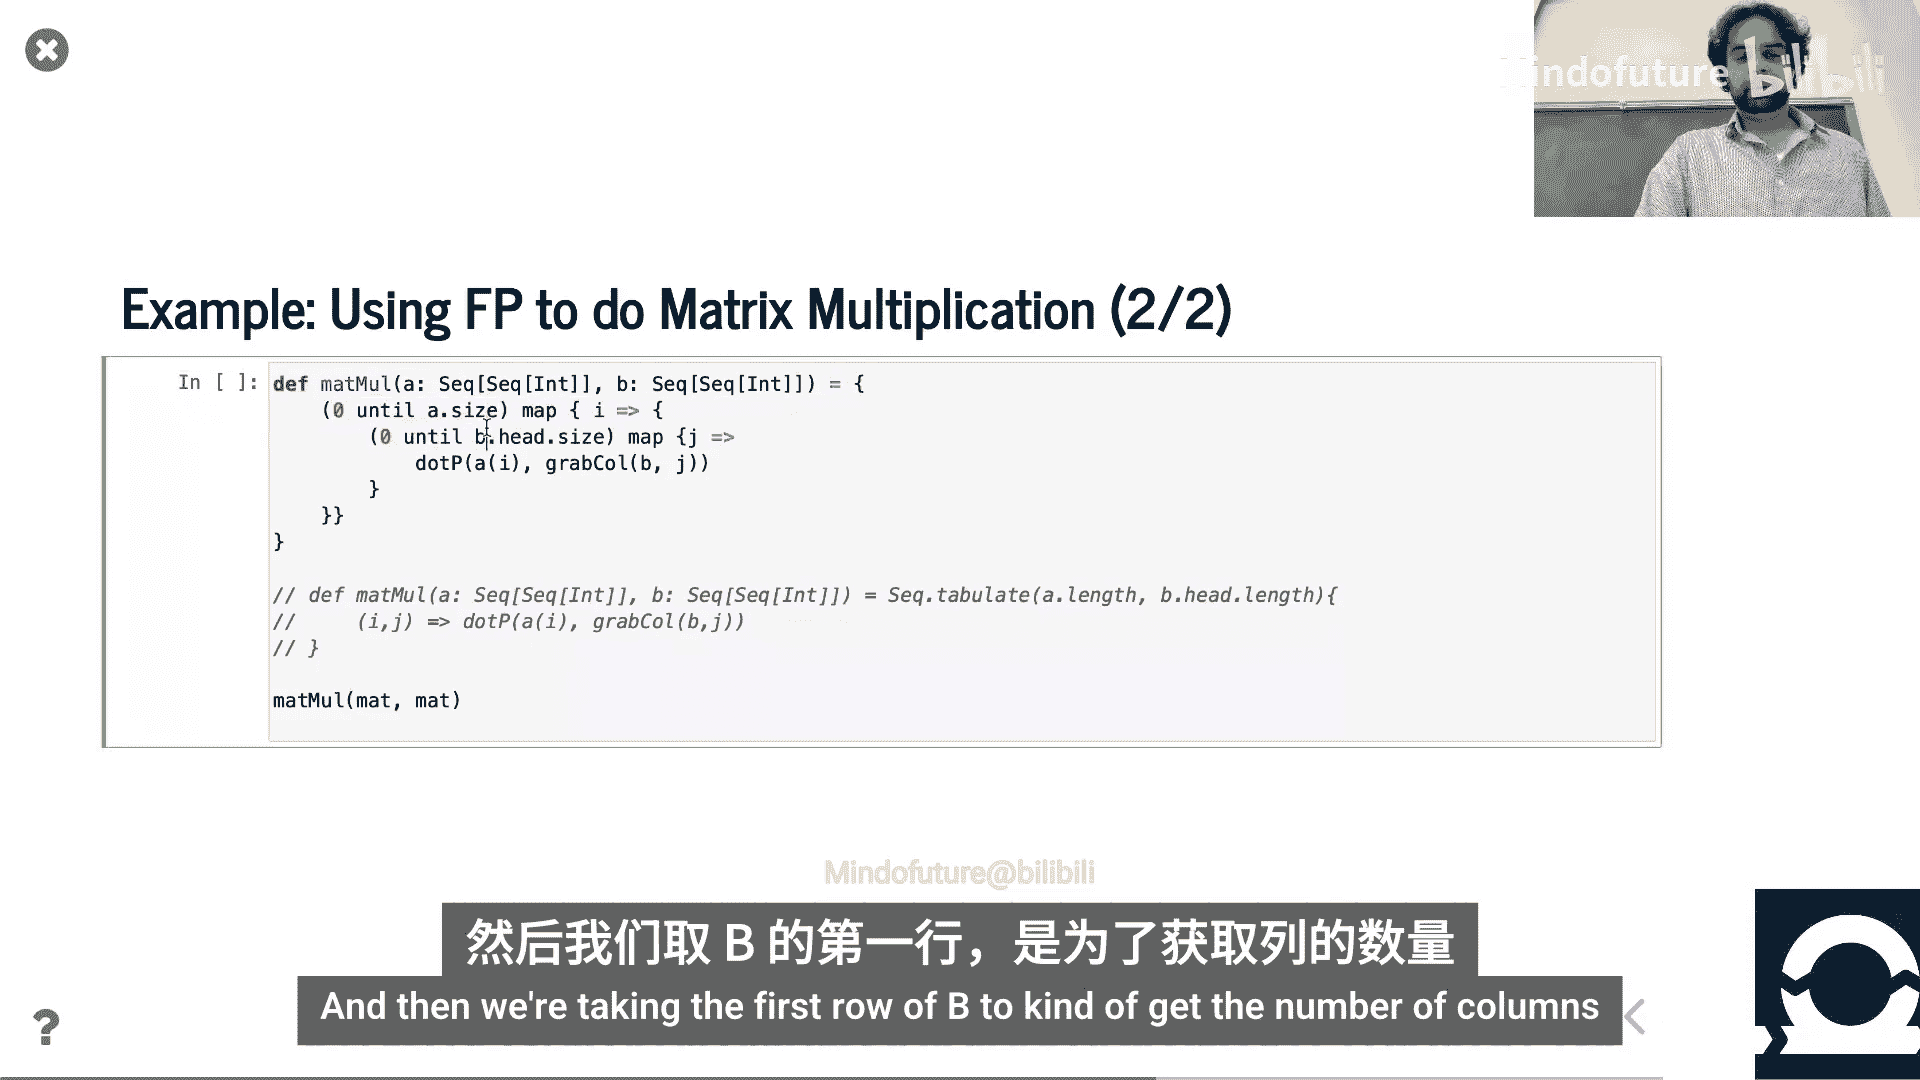 Mindofuture bilibili
Example: Using FP to do Matrix Multiplication (2/2)
In [ ]:
def matMul(a: Seq[Seq[Int]], b: Seq[Seq[Int]]) = {
    (0 until a.size) map { i => {
        (0 until b.head.size) map {j =>
            dotP(a(i), grabCol(b, j))
        }
    }}
}
// def matMul(a: Seq[Seq[Int]], b: Seq[Seq[Int]]) = Seq.tabulate(a.length, b.head.length){
//     (i,j) => dotP(a(i), grabCol(b,j))
// }
matMul(mat, mat)
Mindofuture@bilibili
然后我们取 B 的第一行，是为了获取列的数量
And then we're taking the first row of B to kind of get the number of columns
?